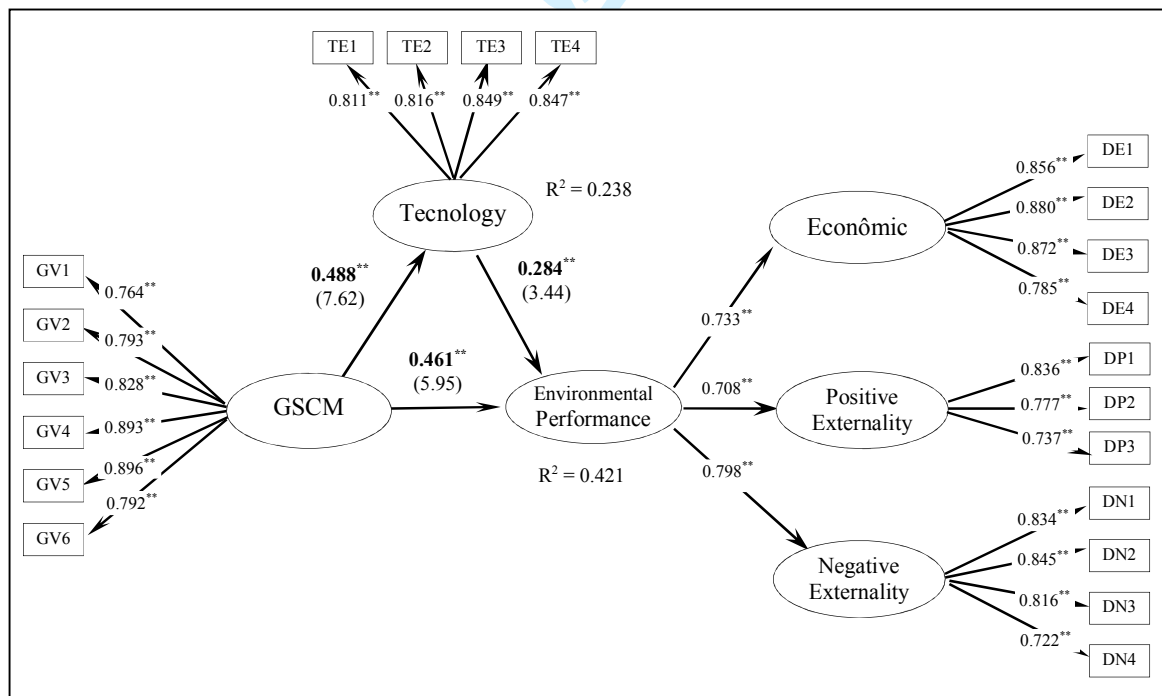 TE1 TE2 TE3 TE4
0.811** 0.816** 0.849** 0.847**
Tecnology
R² = 0.238
0.488**
(7.62)
0.284**
(3.44)
GV1
GV2
GV3
GV4
GV5
GV6
0.764**
0.793**
0.828**
0.893**
0.896**
0.792**
GSCM
0.461**
(5.95)
Environmental
Performance
R² = 0.421
0.733**
0.708**
0.798**
Econômic
0.856**
0.880**
0.872**
0.785**
DE1
DE2
DE3
DE4
Positive
Externality
0.836**
0.777**
0.737**
DP1
DP2
DP3
Negative
Externality
0.834**
0.845**
0.816**
0.722**
DN1
DN2
DN3
DN4